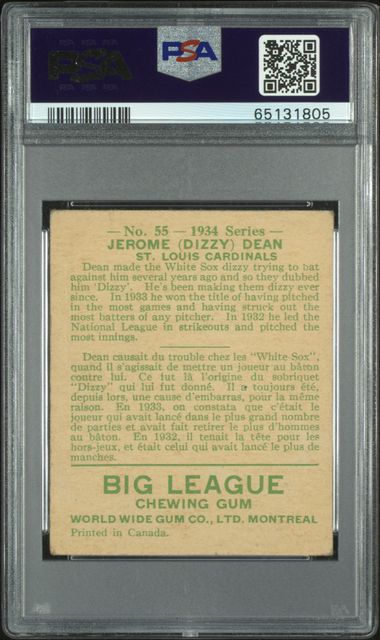 PSA
PSA
65131805
— No. 55 — 1934 Series —
JEROME (DIZZY) DEAN
ST. LOUIS CARDINALS
Dean made the White Sox dizzy trying to bat
against him several years ago and so they dubbed
him 'Dizzy'. He's been making them dizzy ever
since. In 1933 he won the title of having pitched
in the most games and having struck out the
most batters of any pitcher. In 1932 he led the
National League in strikeouts and pitched the
most innings.
Dean causait du trouble chez les "White Sox",
quand il s'agissait de mettre un joueur au bâton
contre lui. Ce fut là l'origine du sobriquet
"Dizzy" qui lui fut donné. Il a toujours été,
depuis lors, une cause d'embarras, pour la même
raison. En 1933, on constata que c'était le
joueur qui avait lancé dans le plus grand nombre
de parties et avait fait retirer le plus d'hommes
au bâton. En 1932, il tenait la tête pour les
hors-jeux, et était celui qui avait lancé le plus de
manches.
BIG LEAGUE
CHEWING GUM
WORLD WIDE GUM CO., LTD. MONTREAL
Printed in Canada.